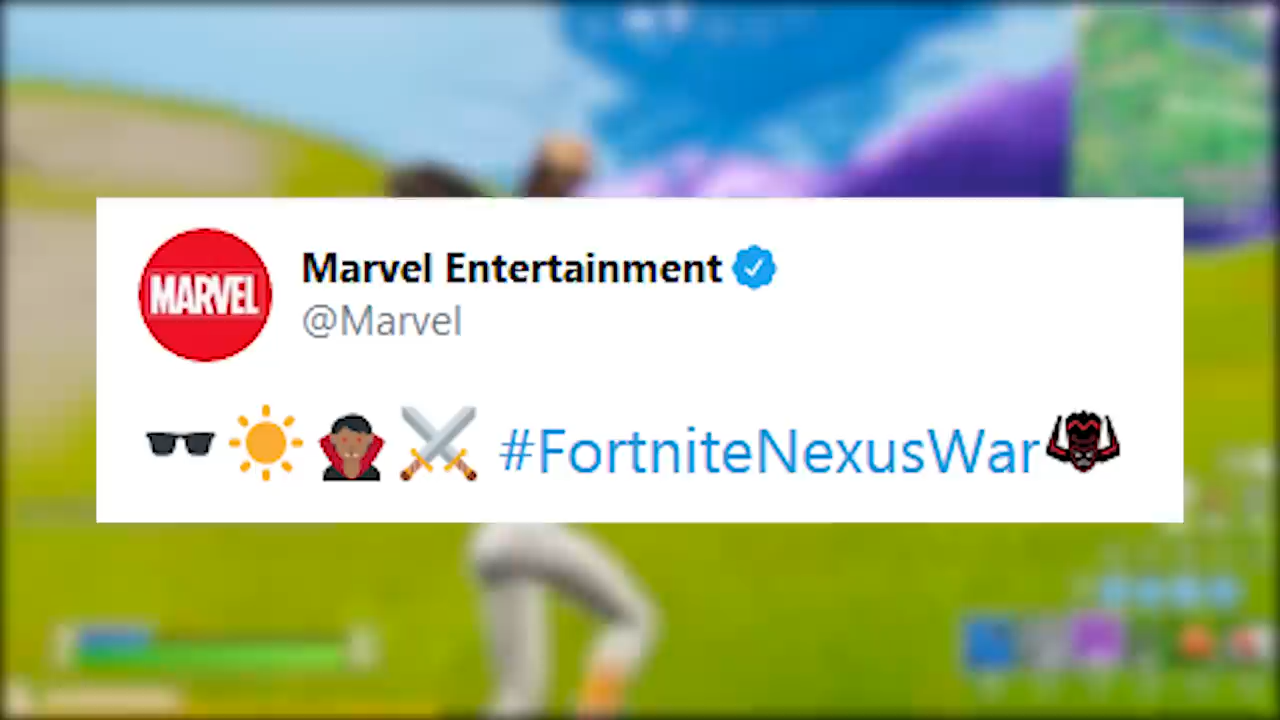 MARVEL
Marvel Entertainment
@Marvel
🕶️☀️🧛🏾‍♂️⚔️ #FortniteNexusWar